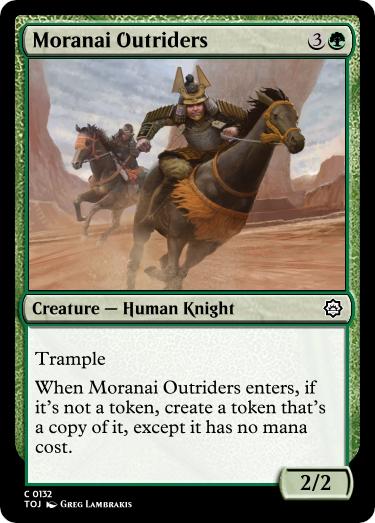 Moranai Outriders 3
Creature — Human Knight
Trample
When Moranai Outriders enters, if
it's not a token, create a token that's
a copy of it, except it has no mana
cost.
2/2
C 0132
TOJ Greg Lambrakis